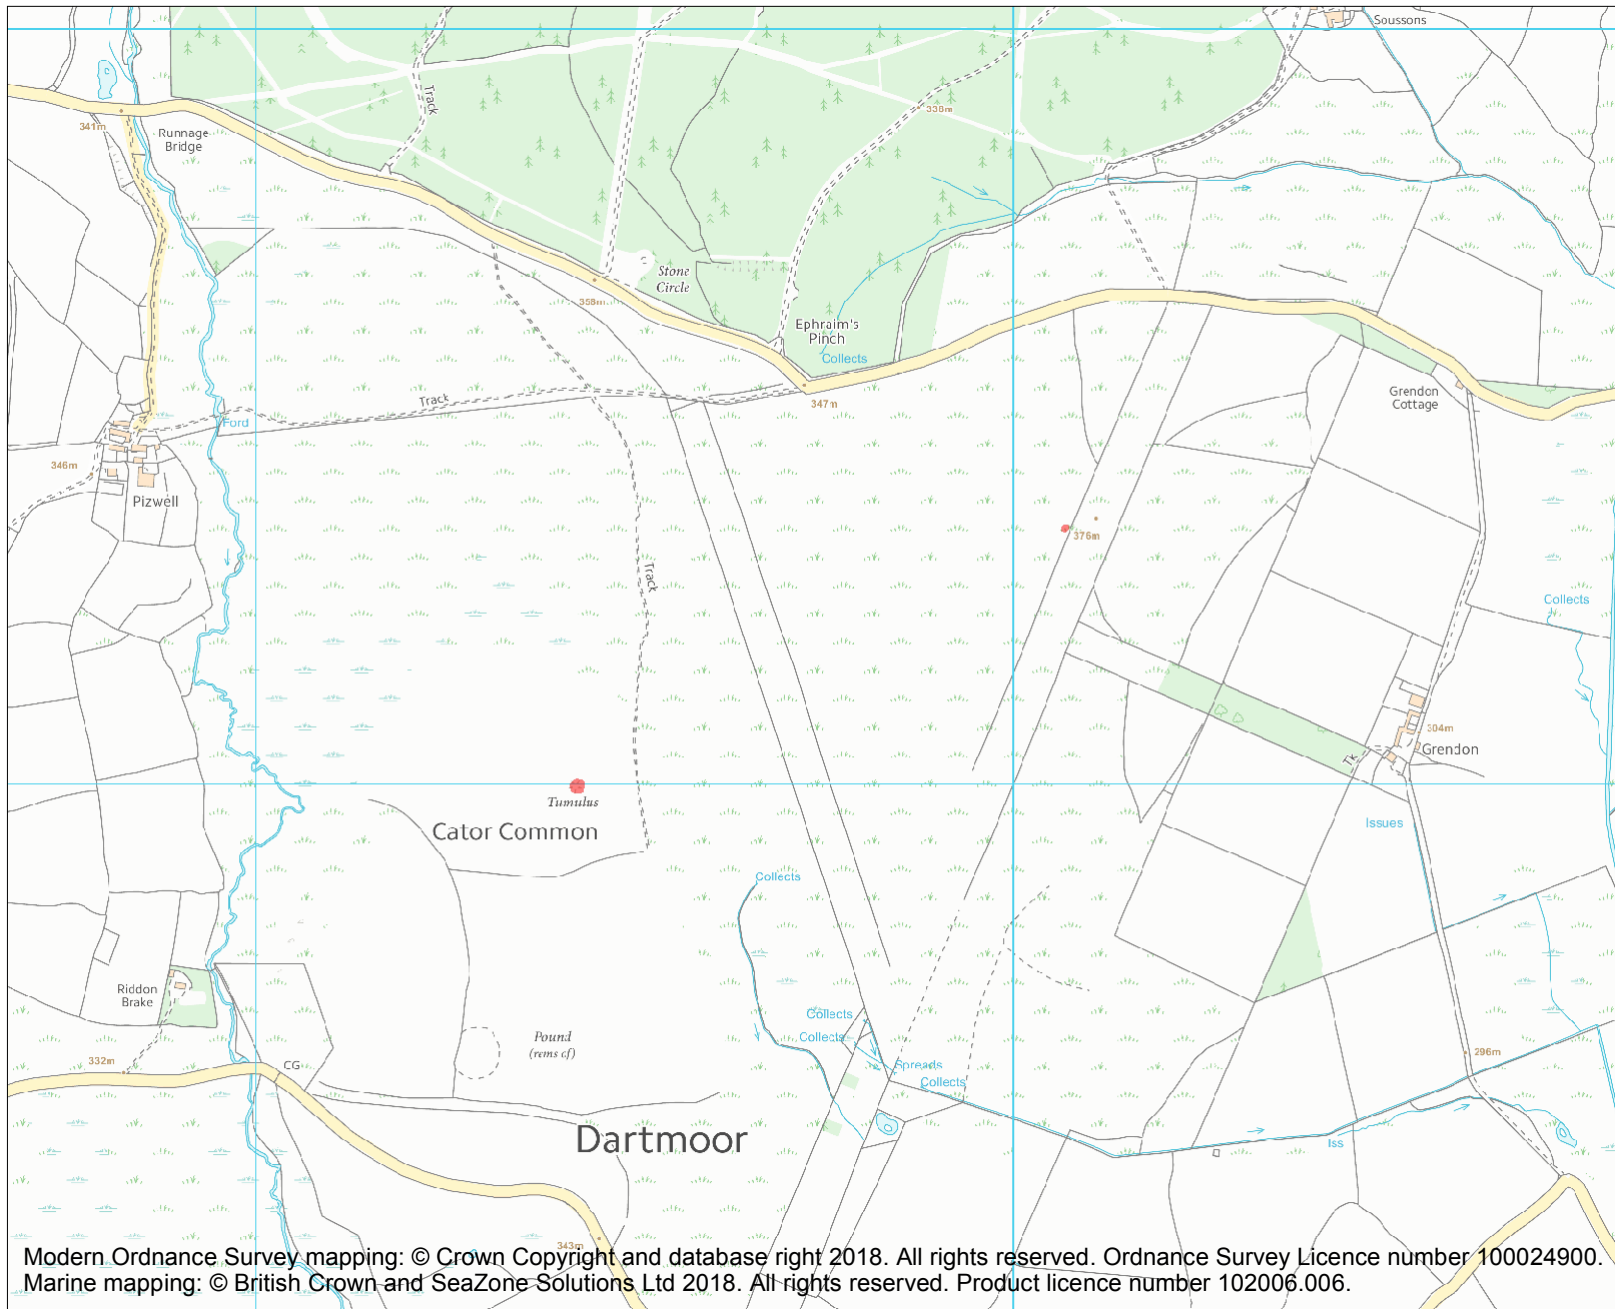 Soussons
Track
338m
341m
Runnage
Bridge
Stone
Circle
358m
Ephraim's
Pinch
Collects
347m
Track
Grendon
Cottage
Ford
346m
Pizwell
376m
Track
Collects
304m
Grendon
Tk
Tumulus
Cator Common
Issues
Collects
Riddon
Brake
Collects
Collects
Pound
(rems of)
332m
CG
Spreads
Collects
296m
Dartmoor
Iss
343m
Modern Ordnance Survey mapping: © Crown Copyright and database right 2018. All rights reserved. Ordnance Survey Licence number 100024900.
Marine mapping: © British Crown and SeaZone Solutions Ltd 2018. All rights reserved. Product licence number 102006.006.